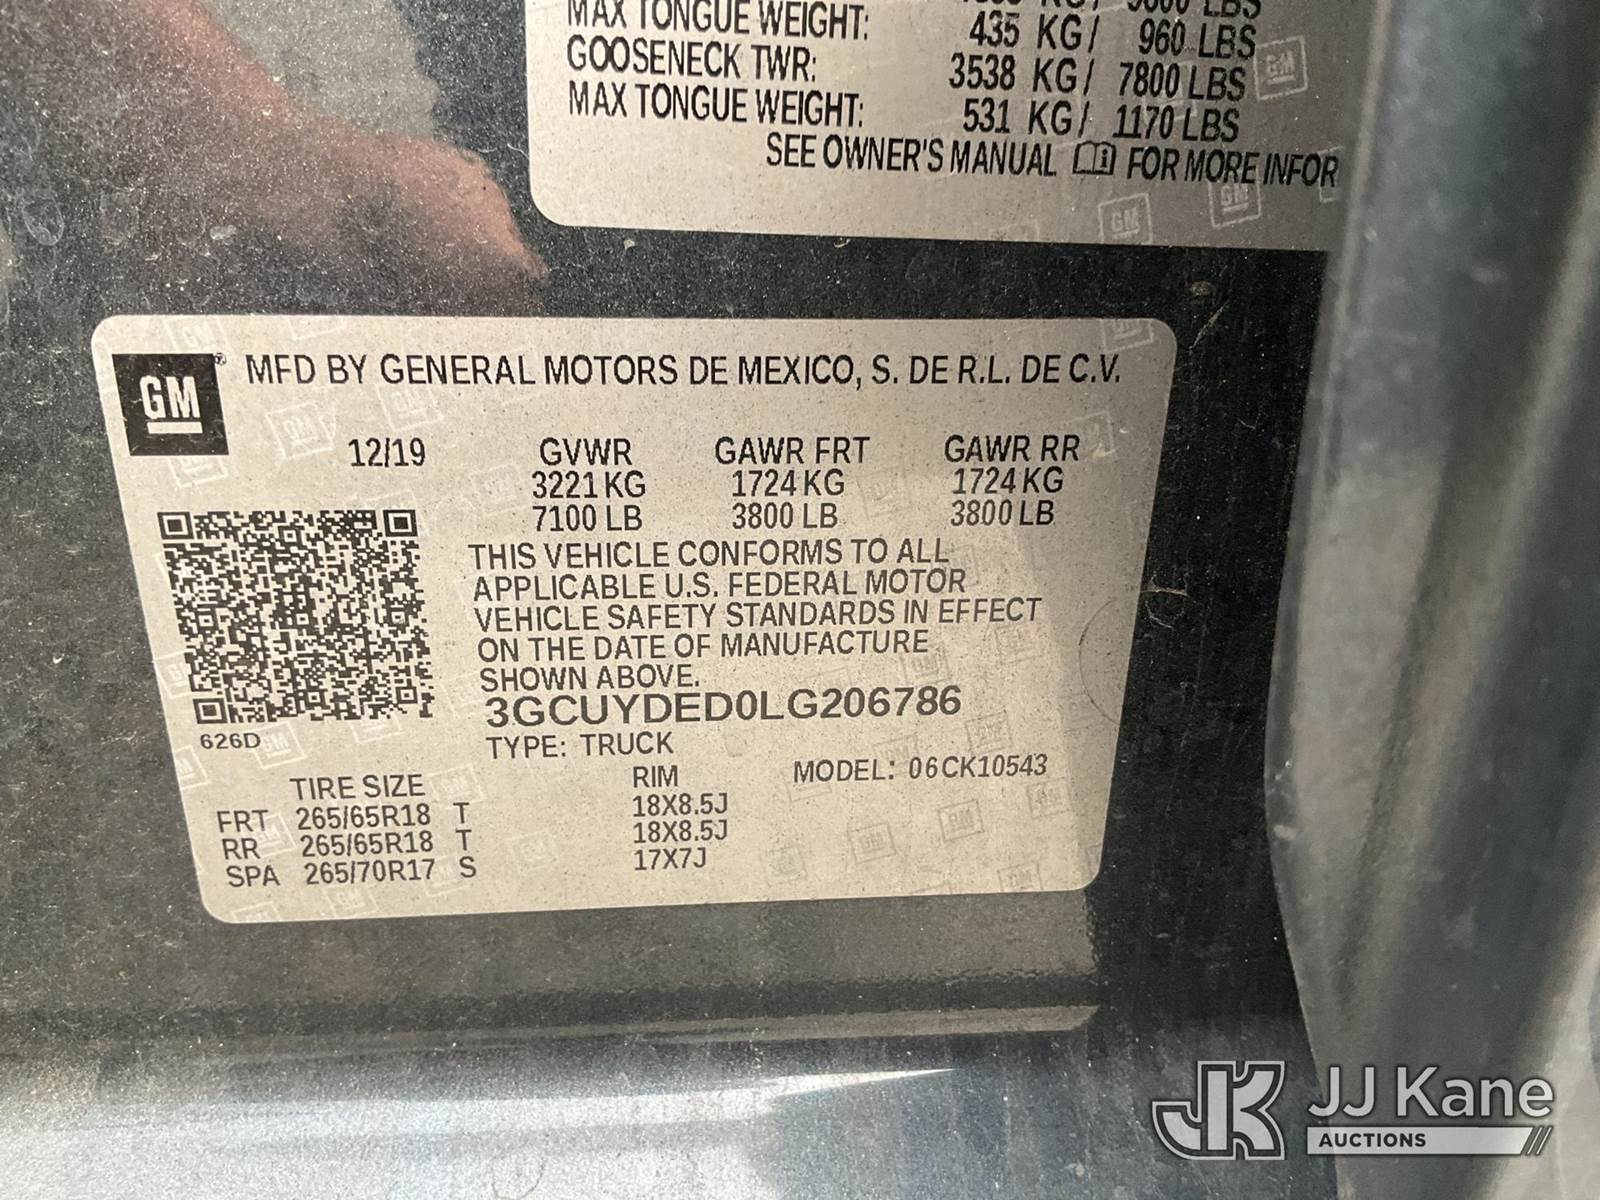 MAX TONGUE WEIGHT: 435 KG/ 960 LBS
GOOSENECK TWR: 3538 KG/ 7800 LBS
MAX TONGUE WEIGHT: 531 KG/ 1170 LBS
SEE OWNER'S MANUAL FOR MORE INFOR
GM® MFD BY GENERAL MOTORS DE MEXICO, S. DE R.L. DE C.V.
12/19 GVWR GAWR FRT GAWR RR
3221 KG 1724 KG 1724 KG
7100 LB 3800 LB 3800 LB
THIS VEHICLE CONFORMS TO ALL
APPLICABLE U.S. FEDERAL MOTOR
VEHICLE SAFETY STANDARDS IN EFFECT
ON THE DATE OF MANUFACTURE
SHOWN ABOVE.
3GCUYDED0LG206786
626D
TYPE: TRUCK
TIRE SIZE RIM MODEL: 06CK10543
FRT 265/65R18 T 18X8.5J
RR 265/65R18 T 18X8.5J
SPA 265/70R17 S 17X7J
JK JJ Kane
AUCTIONS